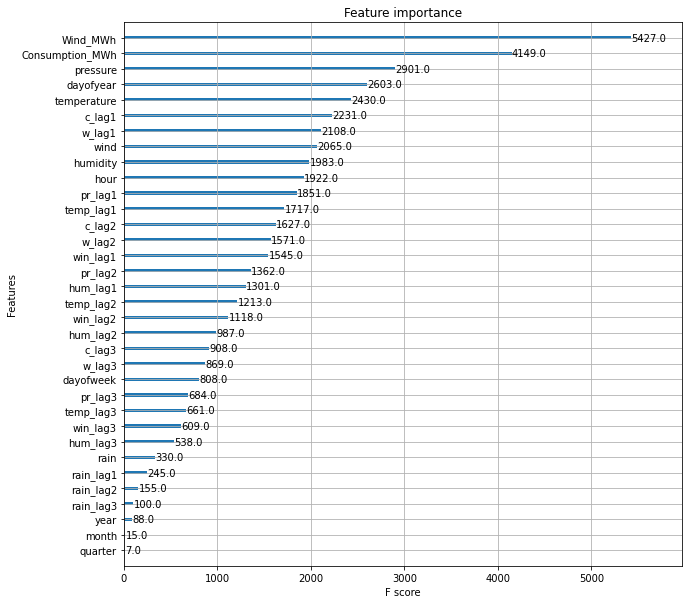 Feature importance
Wind_MWh 5427.0
Consumption_MWh 4149.0
pressure 2901.0
dayofyear 2603.0
temperature 2430.0
c_lag1 2231.0
w_lag1 2108.0
wind 2065.0
humidity 1983.0
hour 1922.0
pr_lag1 1851.0
temp_lag1 1717.0
c_lag2 1627.0
w_lag2 1571.0
win_lag1 1545.0
pr_lag2 1362.0
hum_lag1 1301.0
temp_lag2 1213.0
win_lag2 1118.0
hum_lag2 987.0
c_lag3 908.0
w_lag3 869.0
dayofweek 808.0
pr_lag3 684.0
temp_lag3 661.0
win_lag3 609.0
hum_lag3 538.0
rain 330.0
rain_lag1 245.0
rain_lag2 155.0
rain_lag3 100.0
year 88.0
month 15.0
quarter 7.0
0 1000 2000 3000 4000 5000
F score
Features